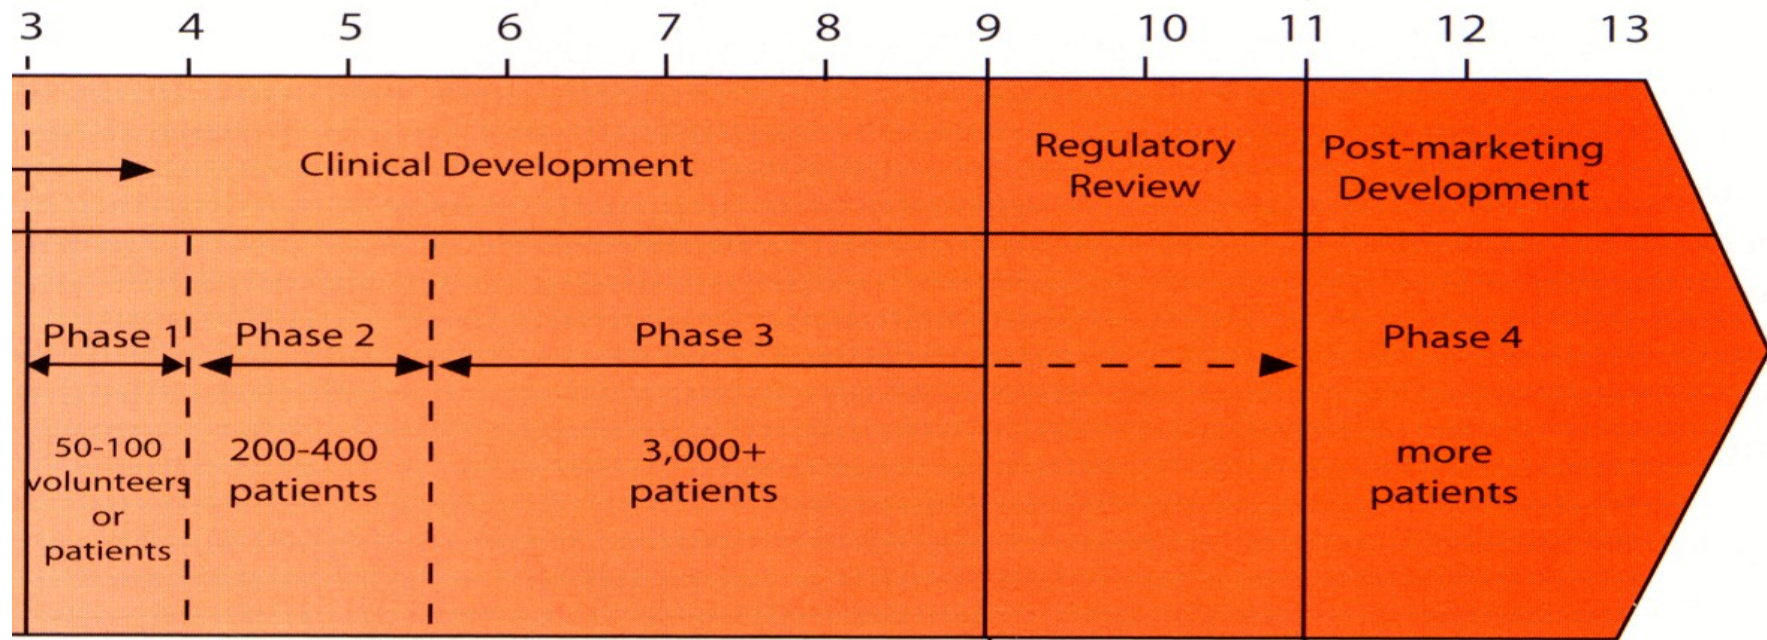 3 4 5 6 7 8 9 10 11 12 13
Clinical Development
Regulatory
Review
Post-marketing
Development
Phase 1
Phase 2
Phase 3
Phase 4
50-100
volunteers
or
patients
200-400
patients
3,000+
patients
more
patients